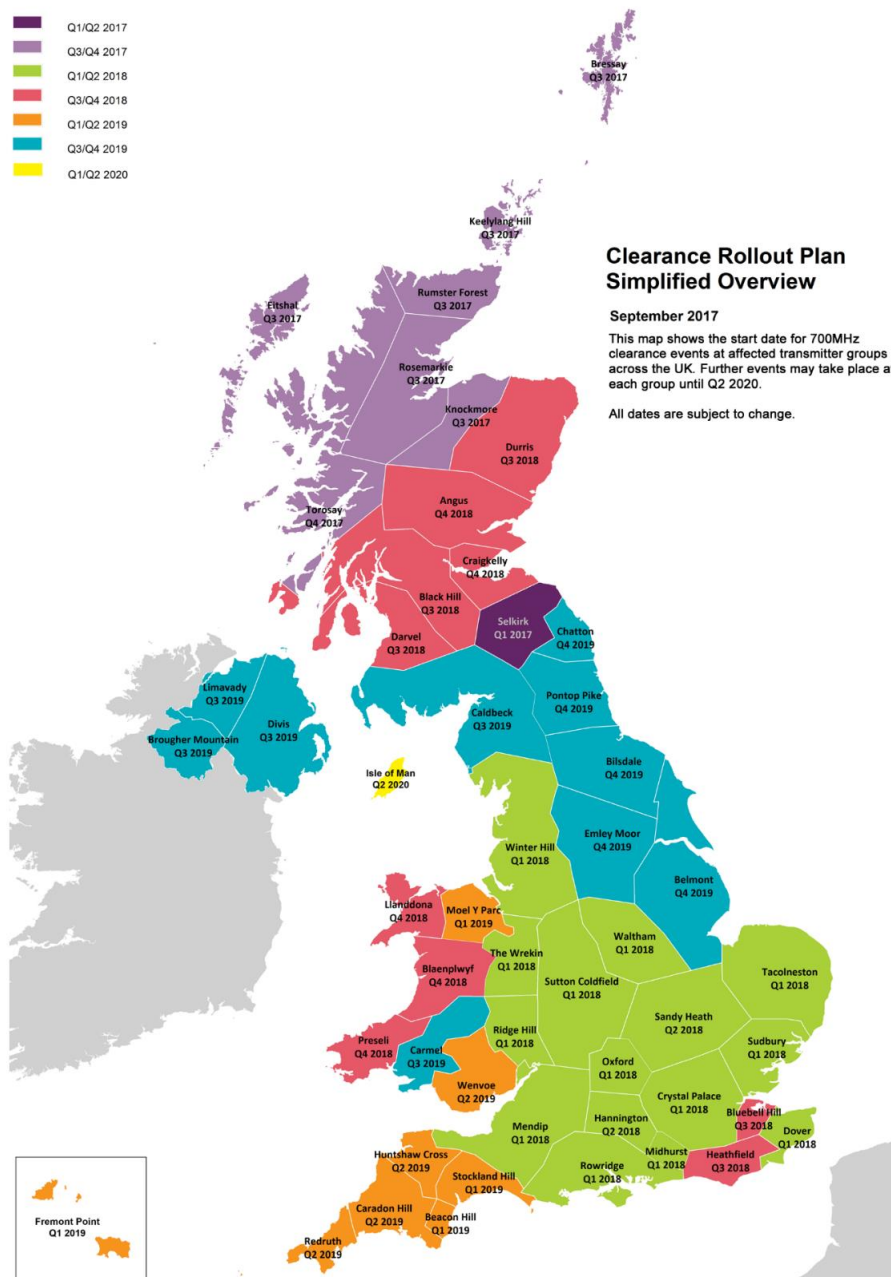 Q1/Q2 2017
Q3/Q4 2017
Q1/Q2 2018
Q3/Q4 2018
Q1/Q2 2019
Q3/Q4 2019
Q1/Q2 2020
Bressay
Q3 2017
Keelylang Hill
Q3 2017
Clearance Rollout Plan
Simplified Overview
September 2017
This map shows the start date for 700MHz
clearance events at affected transmitter groups
across the UK. Further events may take place a
each group until Q2 2020.
All dates are subject to change.
Eitshal
Q3 2017
Rumster Forest
Q3 2017
Rosemarkie
Q3 2017
Knockmore
Q3 2017
Durris
Q3 2018
Angus
Q4 2018
Torosay
Q4 2017
Craigkelly
Q4 2018
Black Hill
Q3 2018
Selkirk
Q1 2017
Darvel
Q3 2018
Chatton
Q4 2019
Limavady
Q3 2019
Divis
Q3 2019
Brougher Mountain
Q3 2019
Caldbeck
Q3 2019
Pontop Pike
Q4 2019
Isle of Man
Q2 2020
Bilsdale
Q4 2019
Winter Hill
Q1 2018
Emley Moor
Q4 2019
Belmont
Q4 2019
Llanddona
Q4 2018
Moel Y Parc
Q1 2019
The Wrekin
Q1 2018
Waltham
Q1 2018
Blaenplwyf
Q4 2018
Sutton Coldfield
Q1 2018
Tacolneston
Q1 2018
Sandy Heath
Q2 2018
Preseli
Q4 2018
Carmel
Q3 2019
Ridge Hill
Q1 2018
Sudbury
Q1 2018
Oxford
Q1 2018
Wenvoe
Q2 2019
Crystal Palace
Q1 2018
Mendip
Q1 2018
Hannington
Q2 2018
Bluebell Hill
Q3 2018
Dover
Q1 2018
Huntshaw Cross
Q2 2019
Midhurst
Q1 2018
Heathfield
Q3 2018
Stockland Hill
Q1 2019
Rowridge
Q1 2018
Caradon Hill
Q2 2019
Beacon Hill
Q1 2019
Redruth
Q2 2019
Fremont Point
Q1 2019